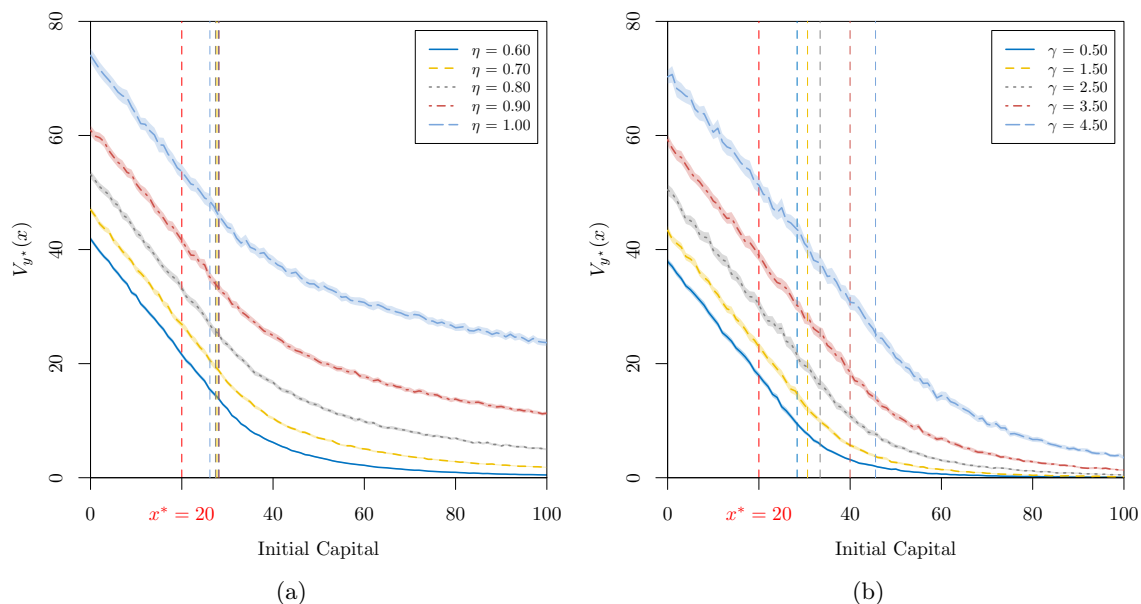 80
60
40
20
0
V_{y^⋆}(x)
η = 0.60
η = 0.70
η = 0.80
η = 0.90
η = 1.00
0
x* = 20
40
60
80
100
Initial Capital
(a)
80
60
40
20
0
V_{y^⋆}(x)
γ = 0.50
γ = 1.50
γ = 2.50
γ = 3.50
γ = 4.50
0
x* = 20
40
60
80
100
Initial Capital
(b)